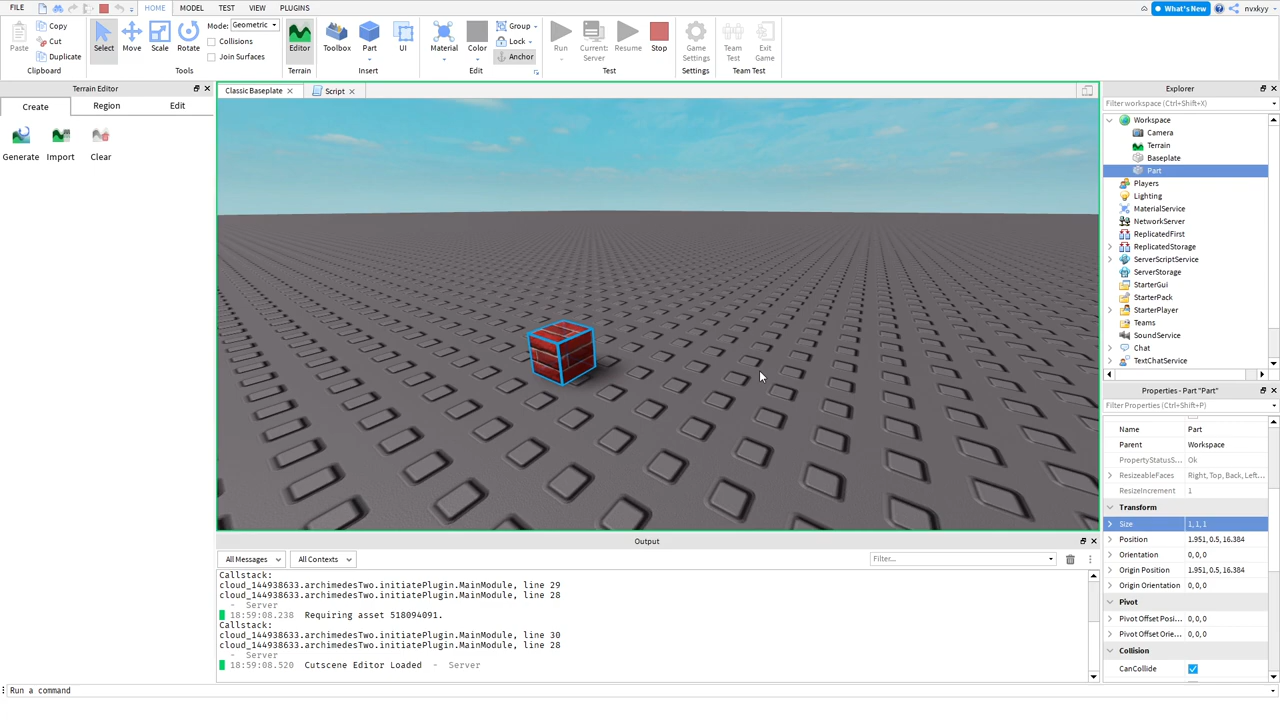 FILE HOME MODEL TEST VIEW PLUGINS What's New nvxkyy
Paste Copy Cut Duplicate Clipboard
Select Move Scale Rotate Mode: Geometric Collisions Join Surfaces Tools
Editor Terrain
Toolbox Part UI Insert
Material Color Group Lock Anchor Edit
Run Current: Server Resume Stop Test
Game Settings Settings
Team Test Exit Game Team Test
Terrain Editor
Create Region Edit
Generate Import Clear
Classic Baseplate Script
Explorer
Filter workspace (Ctrl+Shift+X)
Workspace
Camera
Terrain
Baseplate
Part
Players
Lighting
MaterialService
NetworkServer
ReplicatedFirst
ReplicatedStorage
ServerScriptService
ServerStorage
StarterGui
StarterPack
StarterPlayer
Teams
SoundService
Chat
TextChatService
Properties - Part "Part"
Filter Properties (Ctrl+Shift+P)
Name Part
Parent Workspace
PropertyStatusS... Ok
ResizeableFaces Right, Top, Back, Left...
ResizeIncrement 1
Transform
Size 1, 1, 1
Position 1.951, 0.5, 16.384
Orientation 0, 0, 0
Origin Position 1.951, 0.5, 16.384
Origin Orientation 0, 0, 0
Pivot
Pivot Offset Posi... 0, 0, 0
Pivot Offset Orie... 0, 0, 0
Collision
CanCollide
Output
All Messages All Contexts Filter...
Callstack:
cloud_144938633.archimedesTwo.initiatePlugin.MainModule, line 29
cloud_144938633.archimedesTwo.initiatePlugin.MainModule, line 28
- Server
18:59:08.238 Requiring asset 518094091.
Callstack:
cloud_144938633.archimedesTwo.initiatePlugin.MainModule, line 30
cloud_144938633.archimedesTwo.initiatePlugin.MainModule, line 28
- Server
18:59:08.520 Cutscene Editor Loaded - Server
Run a command